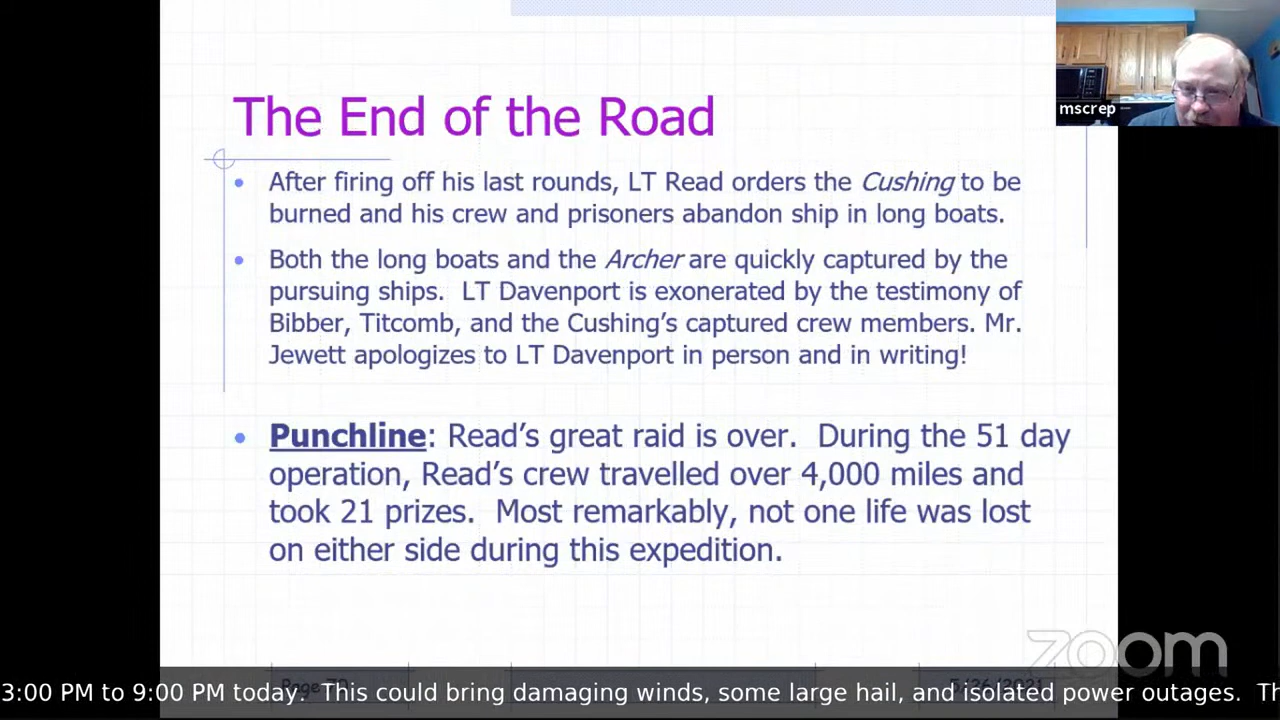 The End of the Road
mscrep
After firing off his last rounds, LT Read orders the Cushing to be
burned and his crew and prisoners abandon ship in long boats.
Both the long boats and the Archer are quickly captured by the
pursuing ships. LT Davenport is exonerated by the testimony of
Bibber, Titcomb, and the Cushing's captured crew members. Mr.
Jewett apologizes to LT Davenport in person and in writing!
Punchline: Read's great raid is over. During the 51 day
operation, Read's crew travelled over 4,000 miles and
took 21 prizes. Most remarkably, not one life was lost
on either side during this expedition.
zoom
Page 70
5/26/2021
3:00 PM to 9:00 PM today. This could bring damaging winds, some large hail, and isolated power outages. Th